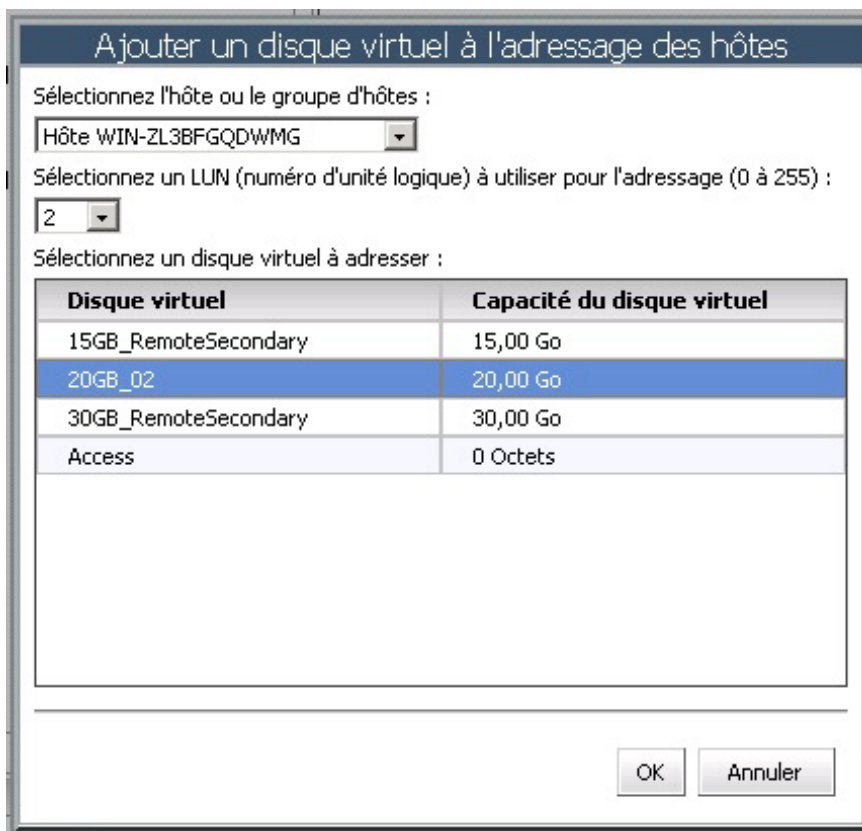 Ajouter un disque virtuel à l'adressage des hôtes
Sélectionnez l'hôte ou le groupe d'hôtes :
Hôte WIN-ZL3BFGQDWMG
Sélectionnez un LUN (numéro d'unité logique) à utiliser pour l'adressage (0 à 255) :
2
Sélectionnez un disque virtuel à adresser :
Disque virtuel Capacité du disque virtuel
15GB_RemoteSecondary 15,00 Go
20GB_02 20,00 Go
30GB_RemoteSecondary 30,00 Go
Access 0 Octets
OK Annuler